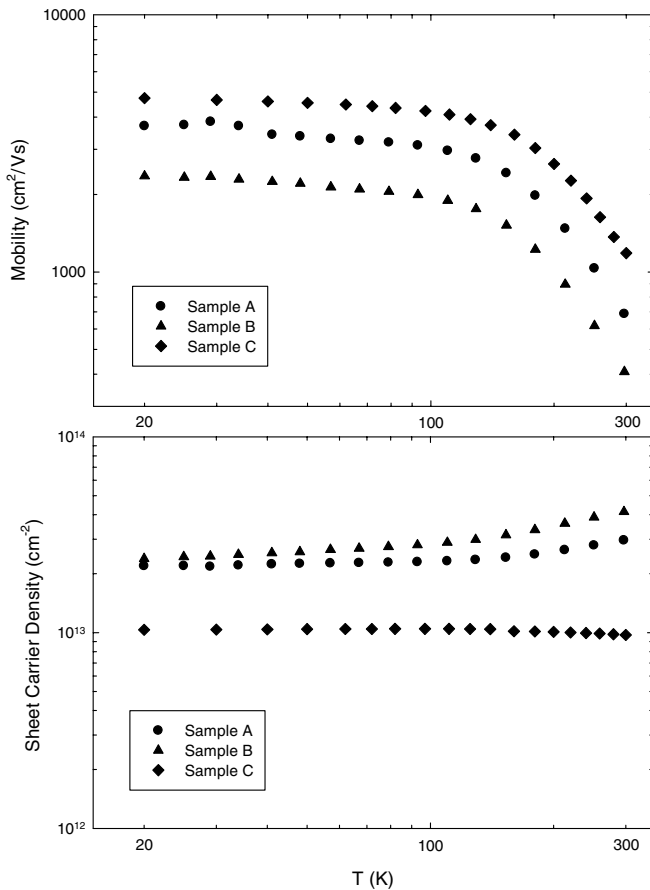 10000
Mobility (cm²/Vs)
1000
Sample A
Sample B
Sample C
20
100
300
10¹⁴
Sheet Carrier Density (cm⁻²)
10¹³
Sample A
Sample B
Sample C
10¹²
20
100
300
T (K)